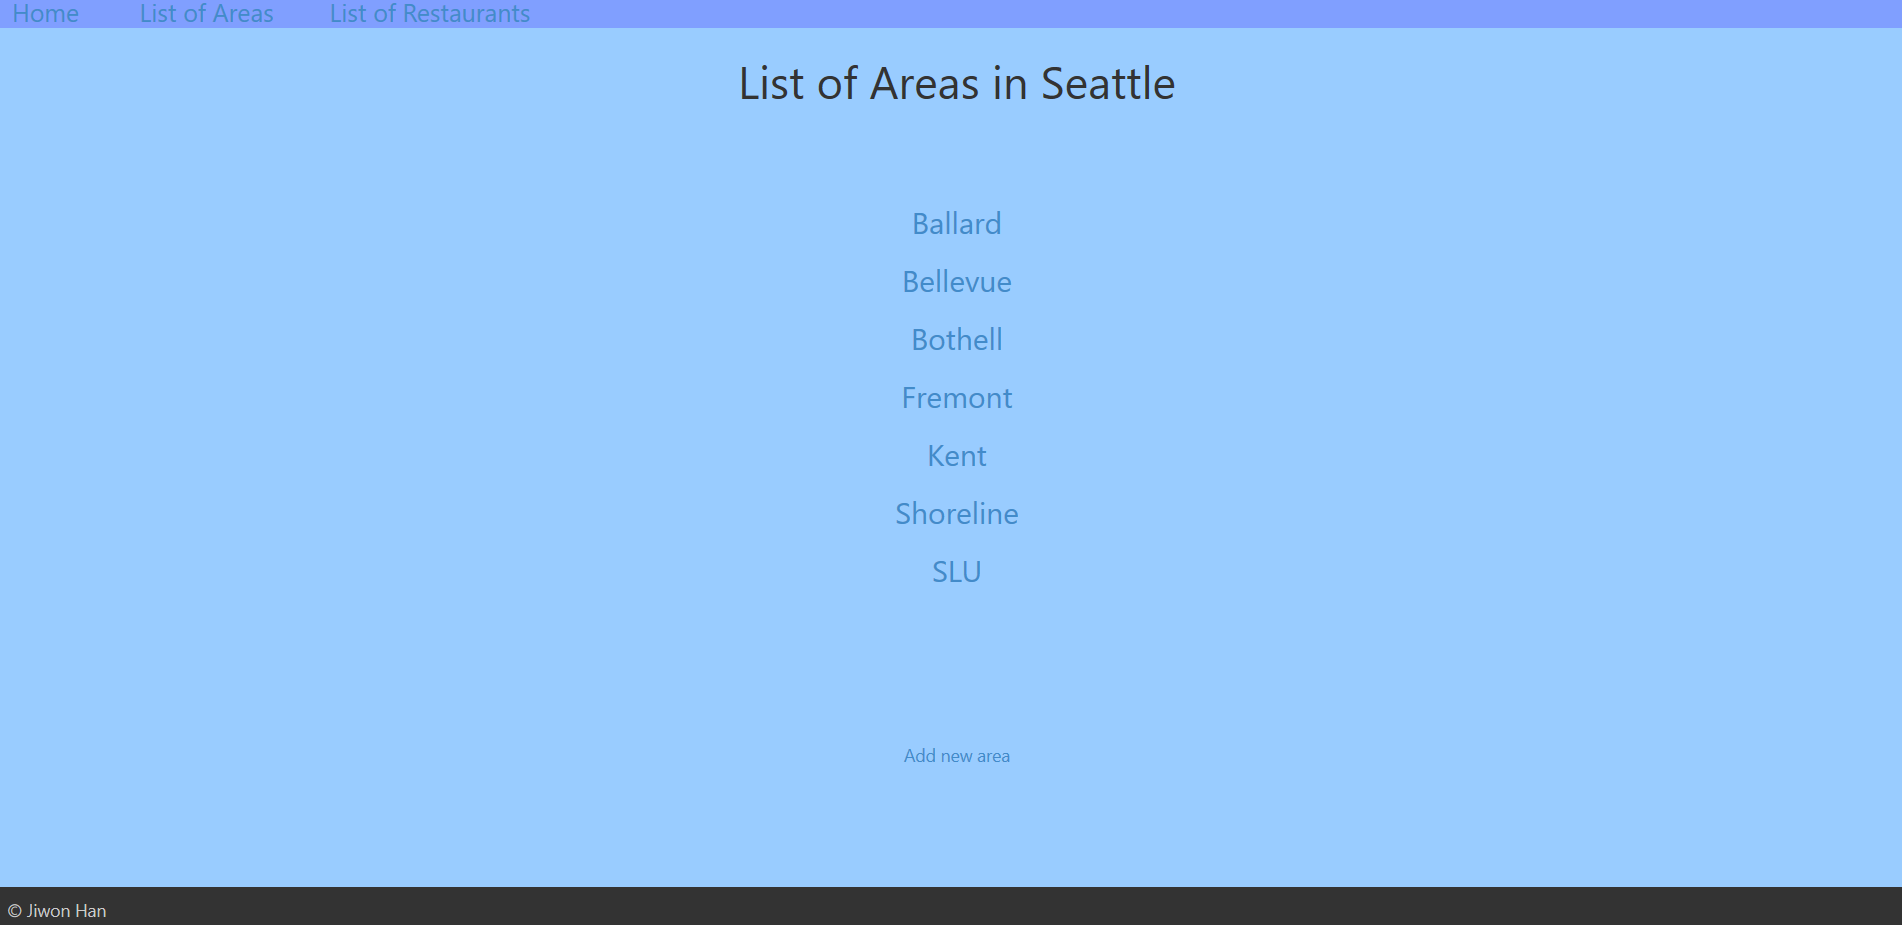 Home List of Areas List of Restaurants
List of Areas in Seattle
Ballard
Bellevue
Bothell
Fremont
Kent
Shoreline
SLU
Add new area
© Jiwon Han